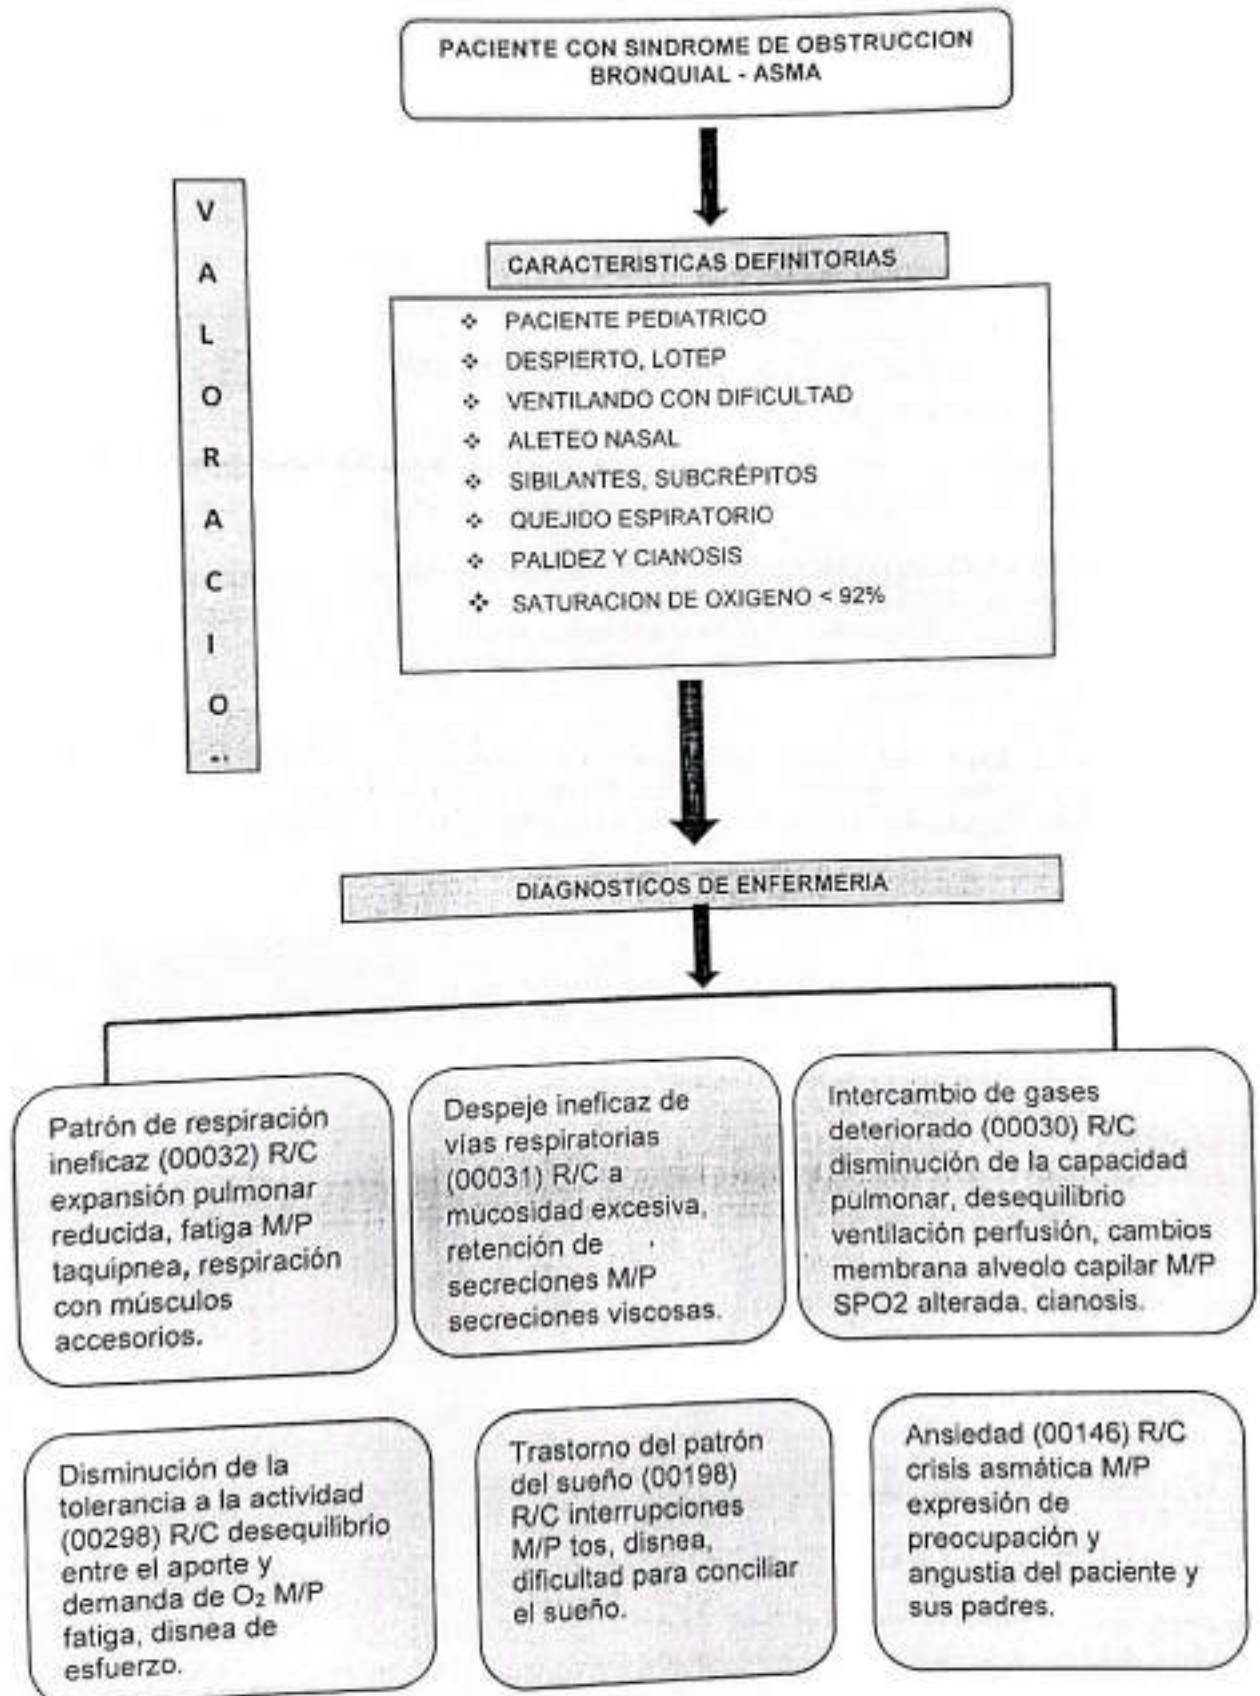 PACIENTE CON SINDROME DE OBSTRUCCION
BRONQUIAL - ASMA
V
A
L
O
R
A
C
I
O
CARACTERISTICAS DEFINITORIAS
❖ PACIENTE PEDIATRICO
❖ DESPIERTO, LOTEP
❖ VENTILANDO CON DIFICULTAD
❖ ALETEO NASAL
❖ SIBILANTES, SUBCRÉPITOS
❖ QUEJIDO ESPIRATORIO
❖ PALIDEZ Y CIANOSIS
❖ SATURACION DE OXIGENO < 92%
DIAGNOSTICOS DE ENFERMERIA
Patrón de respiración
ineficaz (00032) R/C
expansión pulmonar
reducida, fatiga M/P
taquipnea, respiración
con músculos
accesorios.
Despeje ineficaz de
vías respiratorias
(00031) R/C a
mucosidad excesiva,
retención de
secreciones M/P
secreciones viscosas.
Intercambio de gases
deteriorado (00030) R/C
disminución de la capacidad
pulmonar, desequilibrio
ventilación perfusión, cambios
membrana alveolo capilar M/P
SPO2 alterada, cianosis.
Disminución de la
tolerancia a la actividad
(00298) R/C desequilibrio
entre el aporte y
demanda de O₂ M/P
fatiga, disnea de
esfuerzo.
Trastorno del patrón
del sueño (00198)
R/C interrupciones
M/P tos, disnea,
dificultad para conciliar
el sueño.
Ansiedad (00146) R/C
crisis asmática M/P
expresión de
preocupación y
angustia del paciente y
sus padres.